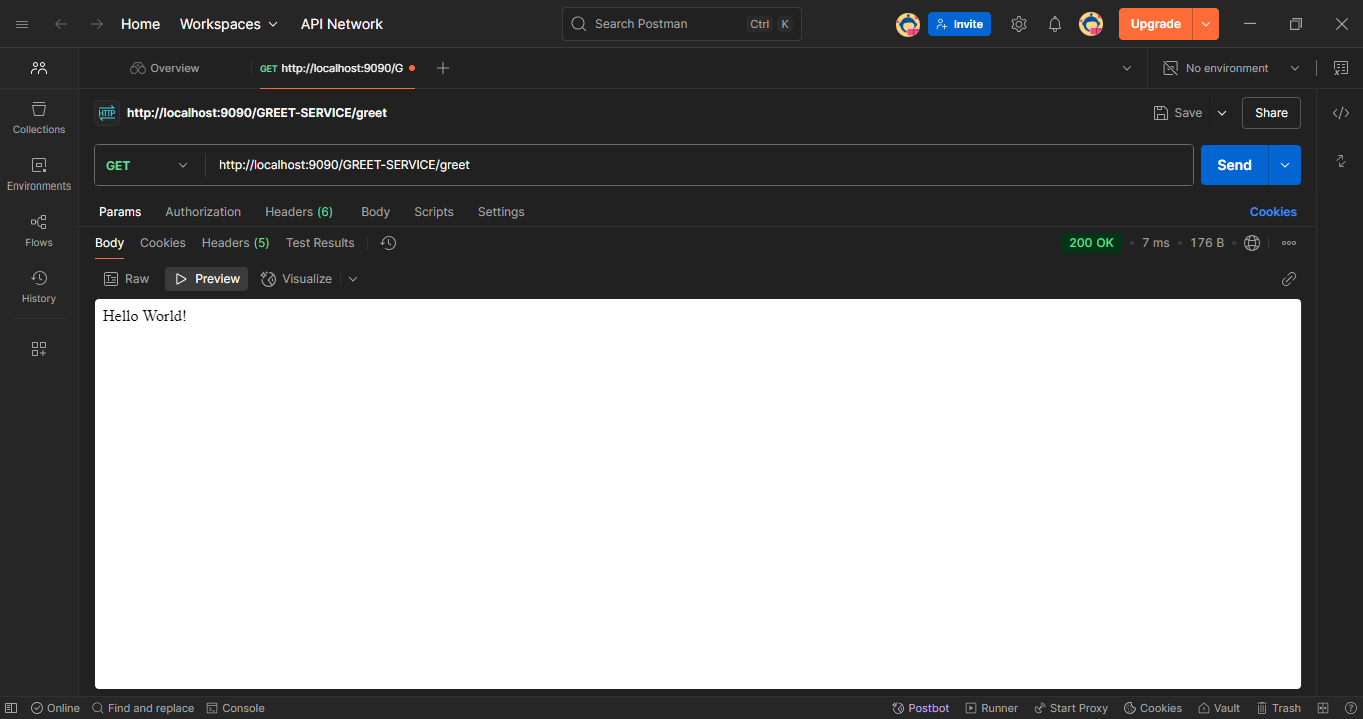 Home Workspaces API Network Search Postman Ctrl K Invite Upgrade
Overview GET http://localhost:9090/G No environment
HTTP http://localhost:9090/GREET-SERVICE/greet Save Share
GET http://localhost:9090/GREET-SERVICE/greet Send
Params Authorization Headers (6) Body Scripts Settings Cookies
Body Cookies Headers (5) Test Results 200 OK • 7 ms • 176 B •
Raw Preview Visualize
Hello World!
Collections
Environments
Flows
History
Online Find and replace Console Postbot Runner Start Proxy Cookies Vault Trash